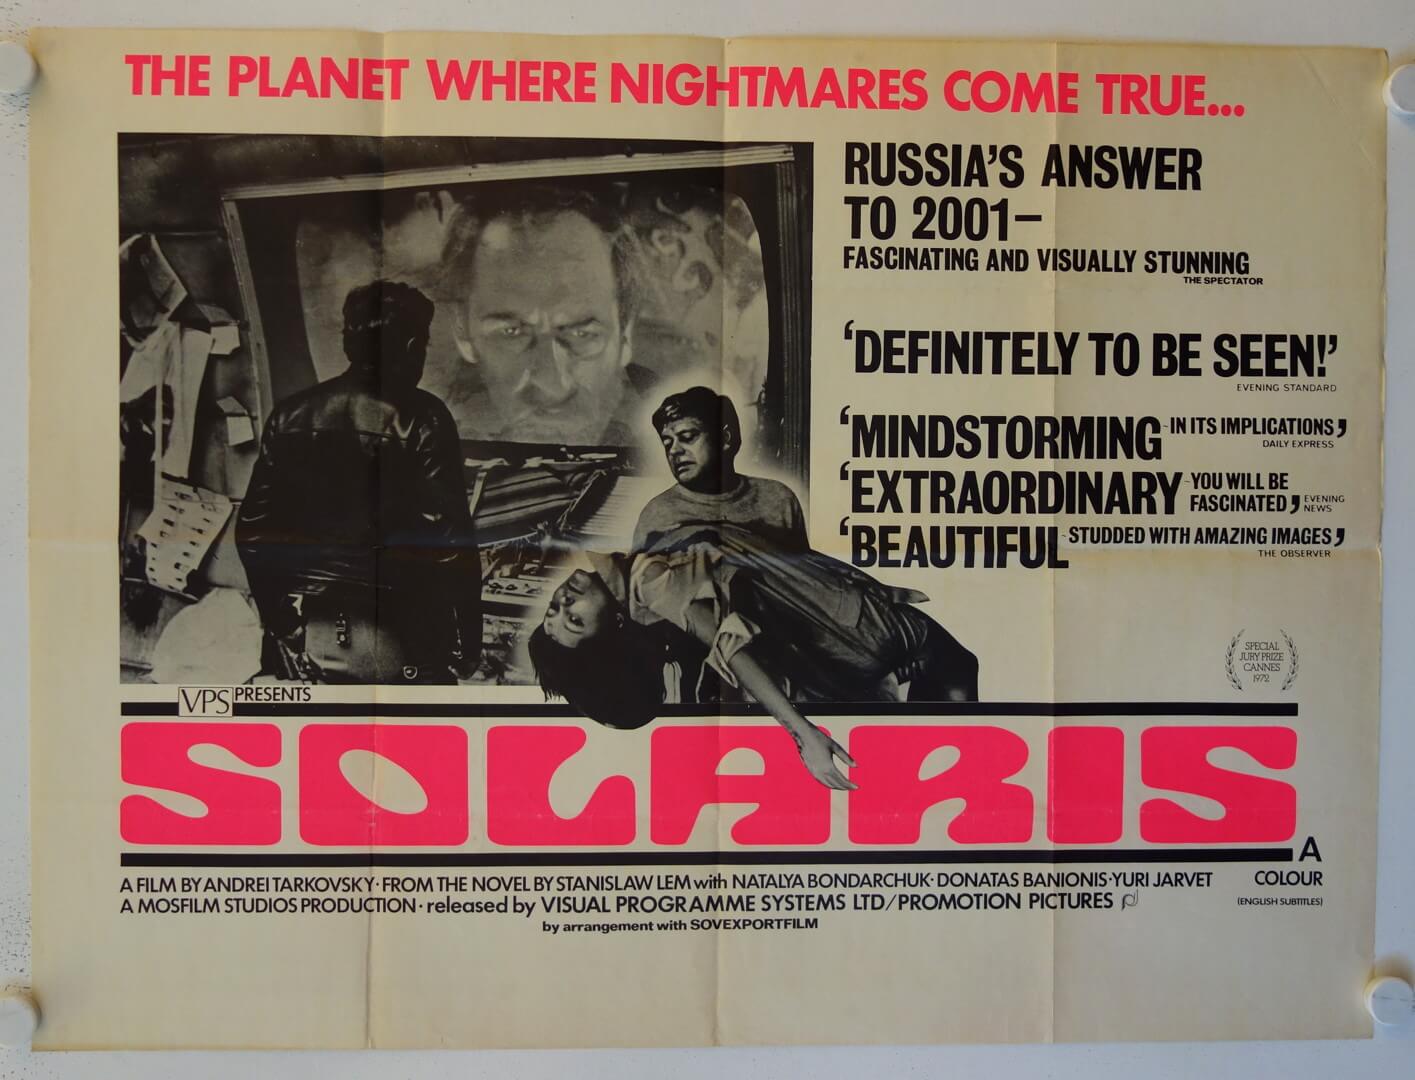 THE PLANET WHERE NIGHTMARES COME TRUE...
RUSSIA'S ANSWER
TO 2001–
FASCINATING AND VISUALLY STUNNING
THE SPECTATOR
'DEFINITELY TO BE SEEN!'
EVENING STANDARD
'MINDSTORMING - IN ITS IMPLICATIONS'
DAILY EXPRESS
'EXTRAORDINARY - YOU WILL BE
FASCINATED' EVENING
NEWS
'BEAUTIFUL - STUDDED WITH AMAZING IMAGES'
THE OBSERVER
SPECIAL
JURY PRIZE
CANNES
1972
VPS PRESENTS
SOLARIS
A
A FILM BY ANDREI TARKOVSKY · FROM THE NOVEL BY STANISLAW LEM with NATALYA BONDARCHUK · DONATAS BANIONIS · YURI JARVET
COLOUR
A MOSFILM STUDIOS PRODUCTION · released by VISUAL PROGRAMME SYSTEMS LTD/PROMOTION PICTURES
(ENGLISH SUBTITLES)
by arrangement with SOVEXPORTFILM